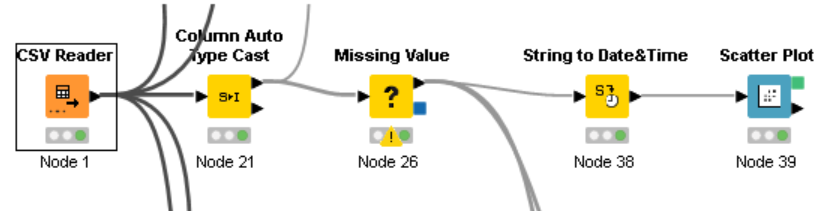 Column Auto
CSV Reader Type Cast Missing Value String to Date&Time Scatter Plot
S▸I ? S
Node 1 Node 21 Node 26 Node 38 Node 39